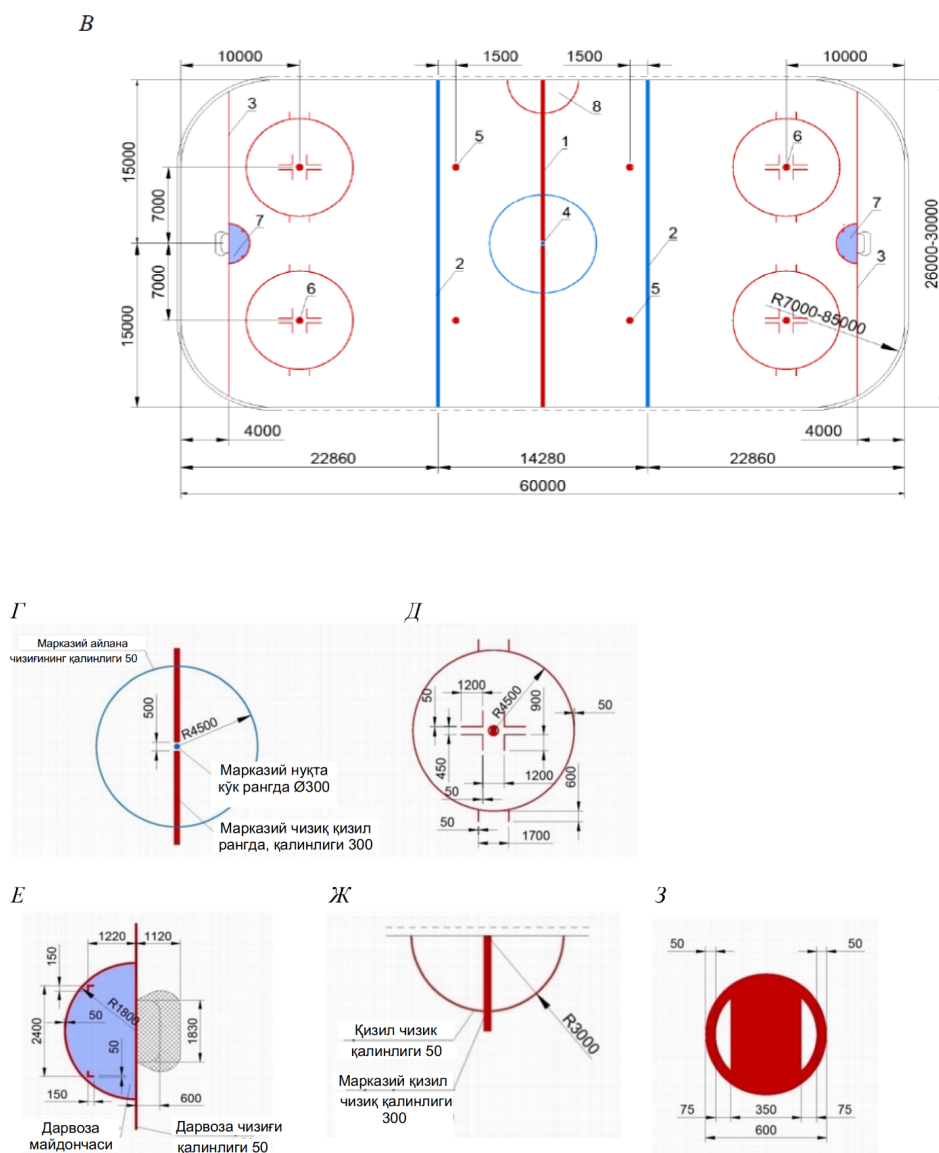 В
10000
1500
1500
10000
3
8
5
1
6
15000
7000
4
7
7
2
2
3
26000-30000
7000
6
5
15000
R7000-85000
4000
4000
22860
14280
22860
60000
Г
Марказий айлана
чизиғининг қалинлиги 50
500
R4500
Марказий нуқта
кўк рангда Ø300
Марказий чизиқ қизил
рангда, қалинлиги 300
Д
1200
50
R4500
900
50
450
1200
600
50
50
1700
Е
1220
1120
150
R1800
2400
50
1830
50
150
600
Дарвоза
майдончаси
Дарвоза чизиғи
қалинлиги 50
Ж
R3000
Қизил чизик
қалинлиги 50
Марказий қизил
чизиқ қалинлиги
300
З
50
50
75
350
75
600